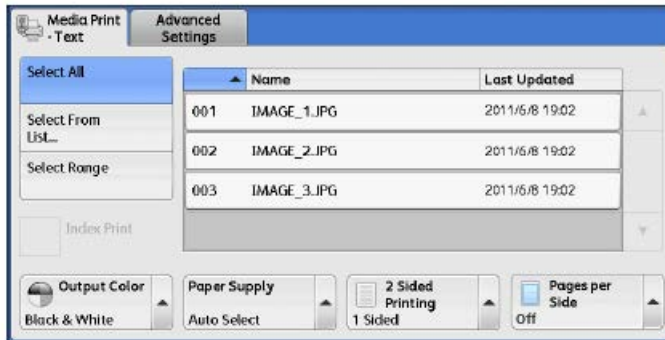 Media Print
- Text
Advanced
Settings
Select All
Select From
List...
Select Range
Index Print
Name Last Updated
001 IMAGE_1.JPG 2011/6/8 19:02
002 IMAGE_2.JPG 2011/6/8 19:02
003 IMAGE_3.JPG 2011/6/8 19:02
Output Color
Black & White
Paper Supply
Auto Select
2 Sided
Printing
1 Sided
Pages per
Side
Off